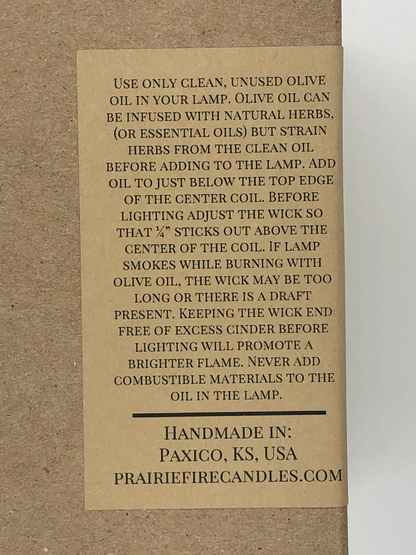 Use only clean, unused olive
oil in your lamp. Olive oil can
be infused with natural herbs,
(or essential oils) but strain
herbs from the clean oil
before adding to the lamp. Add
oil to just below the top edge
of the center coil. Before
lighting adjust the wick so
that ¼” sticks out above the
center of the coil. If lamp
smokes while burning with
olive oil, the wick may be too
long or there is a draft
present. Keeping the wick end
free of excess cinder before
lighting will promote a
brighter flame. Never add
combustible materials to the
oil in the lamp.
Handmade in:
Paxico, KS, USA
prairiefirecandles.com